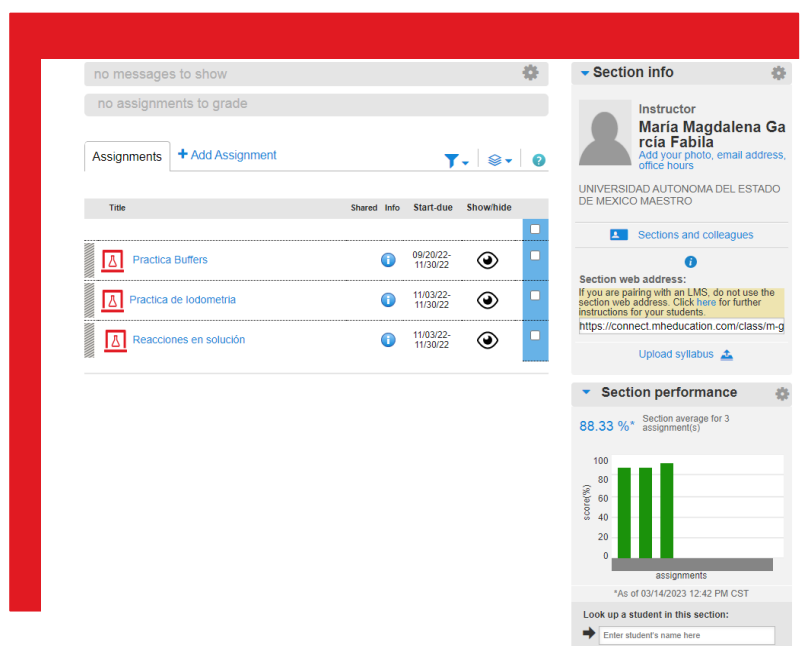 no messages to show
no assignments to grade
Assignments
+ Add Assignment
?
Title
Shared
Info
Start-due
Show/hide
Practica Buffers
i
09/20/22-
11/30/22
Practica de Iodometria
i
11/03/22-
11/30/22
Reacciones en solución
i
11/03/22-
11/30/22
Section info
Instructor
María Magdalena Ga
rcía Fabila
Add your photo, email address,
office hours
UNIVERSIDAD AUTONOMA DEL ESTADO
DE MEXICO MAESTRO
Sections and colleagues
i
Section web address:
If you are pairing with an LMS, do not use the
section web address. Click here for further
instructions for your students.
https://connect.mheducation.com/class/m-g
Upload syllabus
Section performance
88.33 %*
Section average for 3
assignment(s)
100
80
60
40
20
0
score(%)
assignments
*As of 03/14/2023 12:42 PM CST
Look up a student in this section:
Enter student's name here